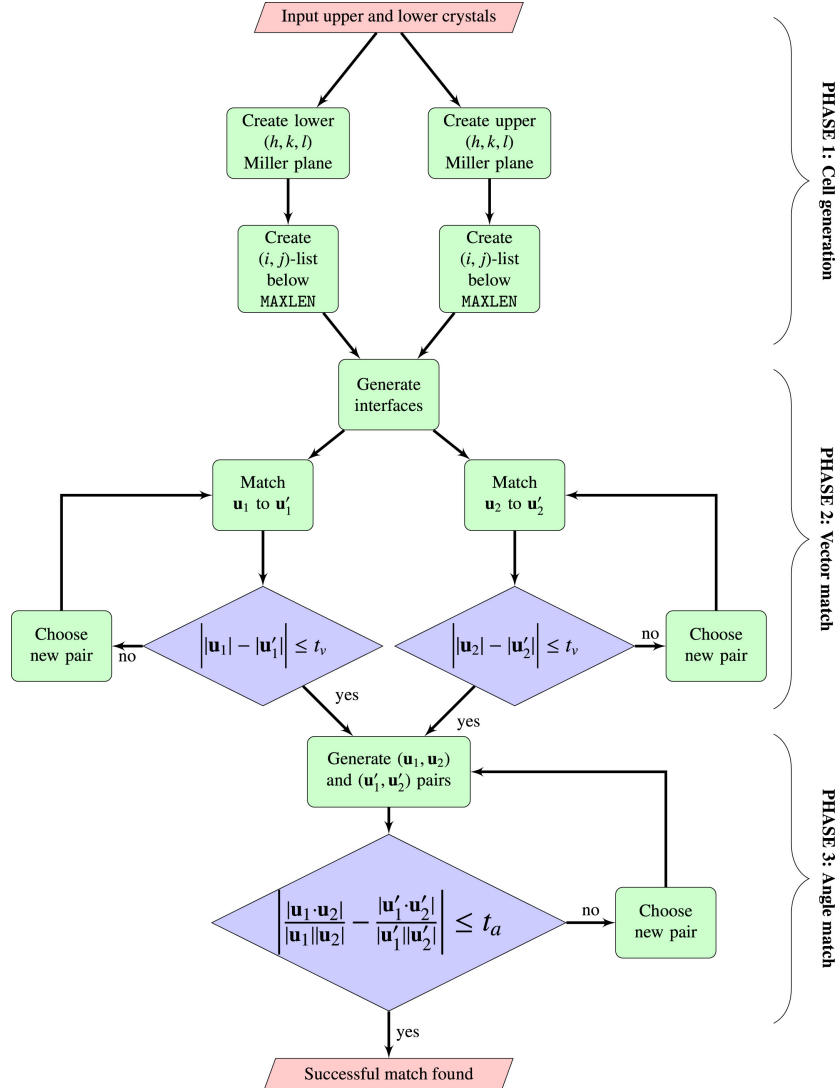 Input upper and lower crystals
PHASE 1: Cell generation
Create lower
(h, k, l)
Miller plane
Create upper
(h, k, l)
Miller plane
Create
(i, j)-list
below
MAXLEN
Create
(i, j)-list
below
MAXLEN
Generate
interfaces
PHASE 2: Vector match
Match
u₁ to u′₁
Match
u₂ to u′₂
Choose
new pair
no
||u₁| − |u′₁|| ≤ tᵥ
||u₂| − |u′₂|| ≤ tᵥ
no
Choose
new pair
yes
yes
PHASE 3: Angle match
Generate (u₁, u₂)
and (u′₁, u′₂) pairs
| |u₁·u₂| / |u₁||u₂| − |u′₁·u′₂| / |u′₁||u′₂| | ≤ tₐ
no
Choose
new pair
yes
Successful match found